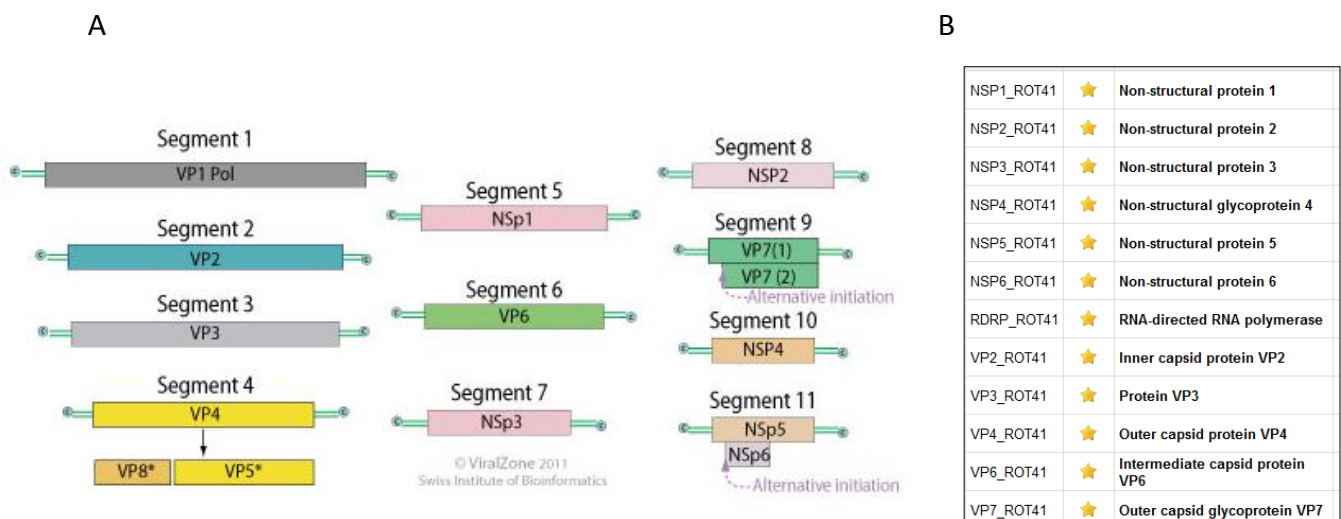 A
Segment 1
VP1 Pol
Segment 2
VP2
Segment 3
VP3
Segment 4
VP4
VP8*
VP5*
Segment 5
NSp1
Segment 6
VP6
Segment 7
NSp3
© ViralZone 2011
Swiss Institute of Bioinformatics
Segment 8
NSP2
Segment 9
VP7(1)
VP7 (2)
Alternative initiation
Segment 10
NSP4
Segment 11
NSp5
NSp6
Alternative initiation
B
NSP1_ROT41 Non-structural protein 1
NSP2_ROT41 Non-structural protein 2
NSP3_ROT41 Non-structural protein 3
NSP4_ROT41 Non-structural glycoprotein 4
NSP5_ROT41 Non-structural protein 5
NSP6_ROT41 Non-structural protein 6
RDRP_ROT41 RNA-directed RNA polymerase
VP2_ROT41 Inner capsid protein VP2
VP3_ROT41 Protein VP3
VP4_ROT41 Outer capsid protein VP4
VP6_ROT41 Intermediate capsid protein
VP6
VP7_ROT41 Outer capsid glycoprotein VP7